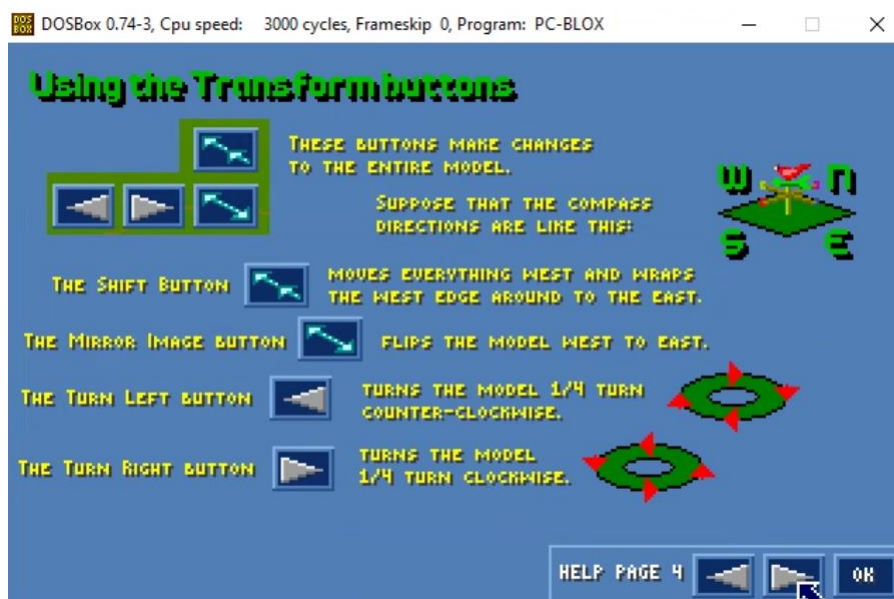 DOSBox 0.74-3, Cpu speed: 3000 cycles, Frameskip 0, Program: PC-BLOX
Using the Transform buttons
THESE BUTTONS MAKE CHANGES
TO THE ENTIRE MODEL.
SUPPOSE THAT THE COMPASS
DIRECTIONS ARE LIKE THIS:
W N
S E
THE SHIFT BUTTON
MOVES EVERYTHING WEST AND WRAPS
THE WEST EDGE AROUND TO THE EAST.
THE MIRROR IMAGE BUTTON
FLIPS THE MODEL WEST TO EAST.
THE TURN LEFT BUTTON
TURNS THE MODEL 1/4 TURN
COUNTER-CLOCKWISE.
THE TURN RIGHT BUTTON
TURNS THE MODEL
1/4 TURN CLOCKWISE.
HELP PAGE 4
OK